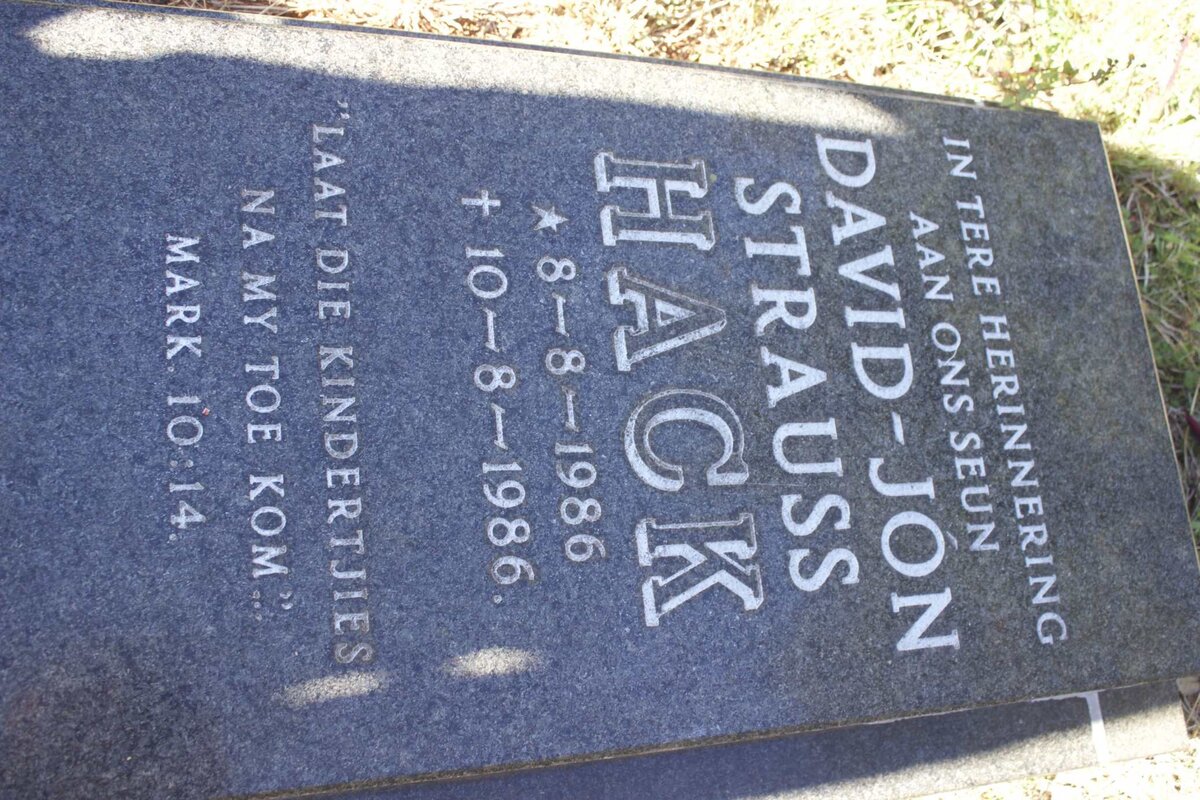 IN TERE HERINNERING
AAN ONS SEUN
DAVID-JÔN
STRAUSS
HACK
★ 8–8–1986
✝ 10–8–1986.
"LAAT DIE KINDERTJIES
NA MY TOE KOM"...
MARK. 10:14.